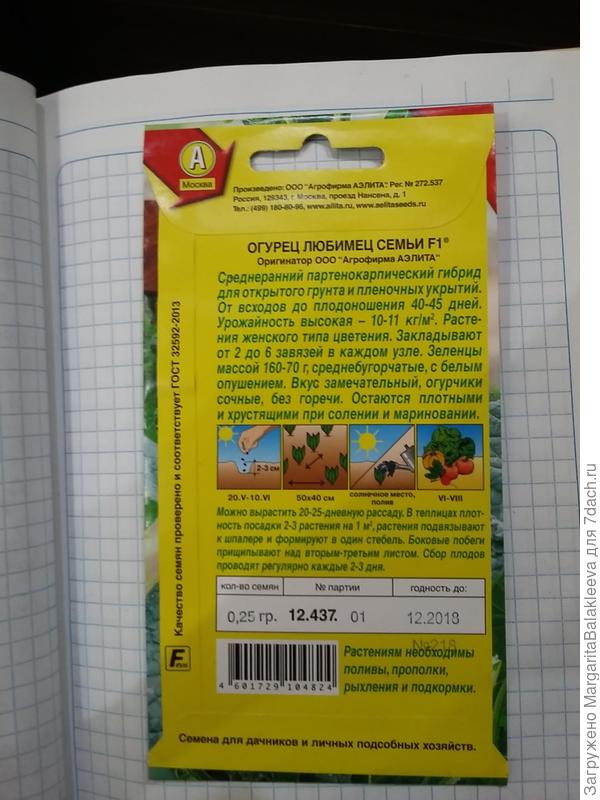 А
Москва
Произведено: ООО "Агрофирма АЭЛИТА". Рег. № 272.537
Россия, 129343, г. Москва, проезд Нансена, д. 1
Тел.: (499) 180-80-96, www.ailita.ru, www.aelitaseeds.ru
ОГУРЕЦ ЛЮБИМЕЦ СЕМЬИ F1®
Оригинатор ООО "Агрофирма АЭЛИТА"
Среднеранний партенокарпический гибрид
для открытого грунта и пленочных укрытий.
От всходов до плодоношения 40-45 дней.
Урожайность высокая – 10-11 кг/м². Расте-
ния женского типа цветения. Закладывают
от 2 до 6 завязей в каждом узле. Зеленцы
массой 160-70 г, среднебугорчатые, с белым
опушением. Вкус замечательный, огурчики
сочные, без горечи. Остаются плотными
и хрустящими при солении и мариновании.
2-3 см
20.V-10.VI
50х40 см
солнечное место,
полив
VI-VIII
Можно вырастить 20-25-дневную рассаду. В теплицах плот-
ность посадки 2-3 растения на 1 м², растения подвязывают
к шпалере и формируют в один стебель. Боковые побеги
прищипывают над вторым-третьим листом. Сбор плодов
проводят регулярно каждые 2-3 дня.
кол-во семян № партии годность до:
0,25 гр. 12.437. 01 12.2018
№218
F
4 601729 104824
Растениям необходимы
поливы, прополки,
рыхления и подкормки.
Семена для дачников и личных подсобных хозяйств.
Качество семян проверено и соответствует ГОСТ 32592-2013
Загружено MargaritaBalakleeva для 7dach.ru